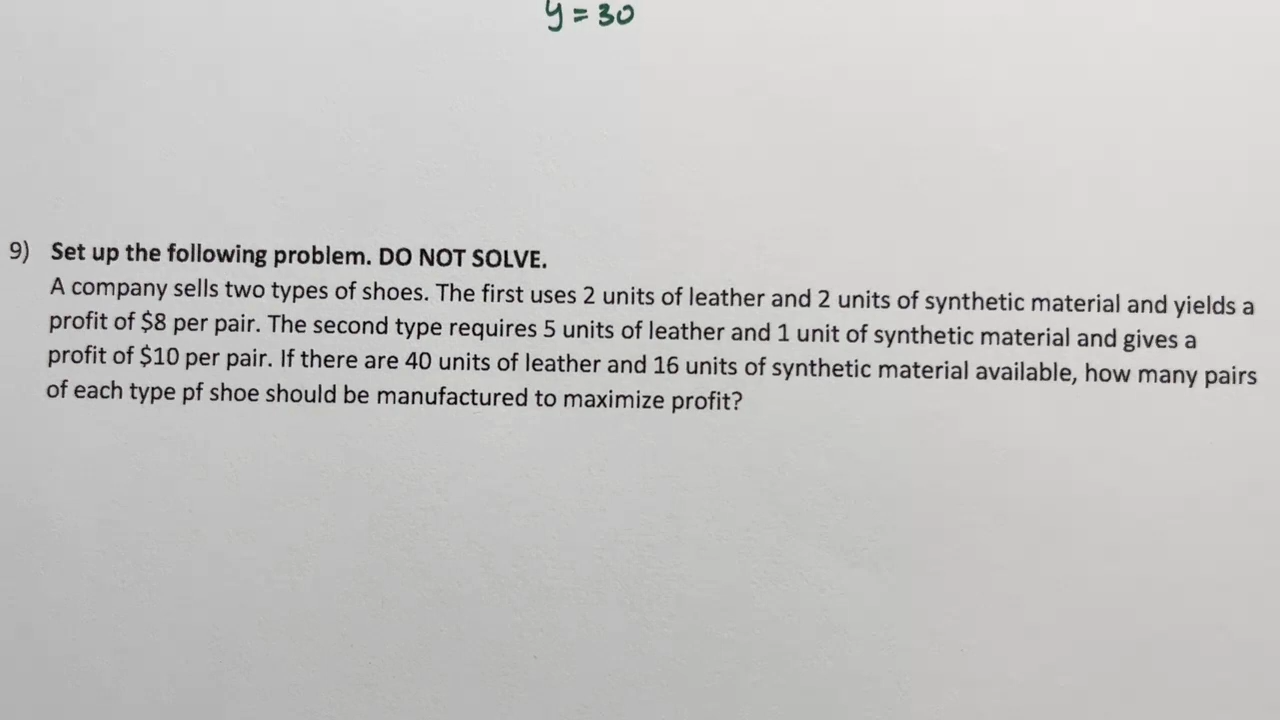 y = 30
9) Set up the following problem. DO NOT SOLVE.
A company sells two types of shoes. The first uses 2 units of leather and 2 units of synthetic material and yields a
profit of $8 per pair. The second type requires 5 units of leather and 1 unit of synthetic material and gives a
profit of $10 per pair. If there are 40 units of leather and 16 units of synthetic material available, how many pairs
of each type pf shoe should be manufactured to maximize profit?